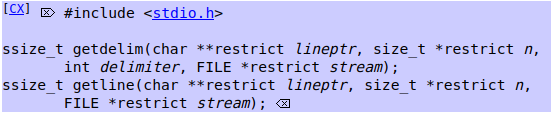 [CX] ⌦ #include <stdio.h>
ssize_t getdelim(char **restrict lineptr, size_t *restrict n,
int delimiter, FILE *restrict stream);
ssize_t getline(char **restrict lineptr, size_t *restrict n,
FILE *restrict stream); ⌫